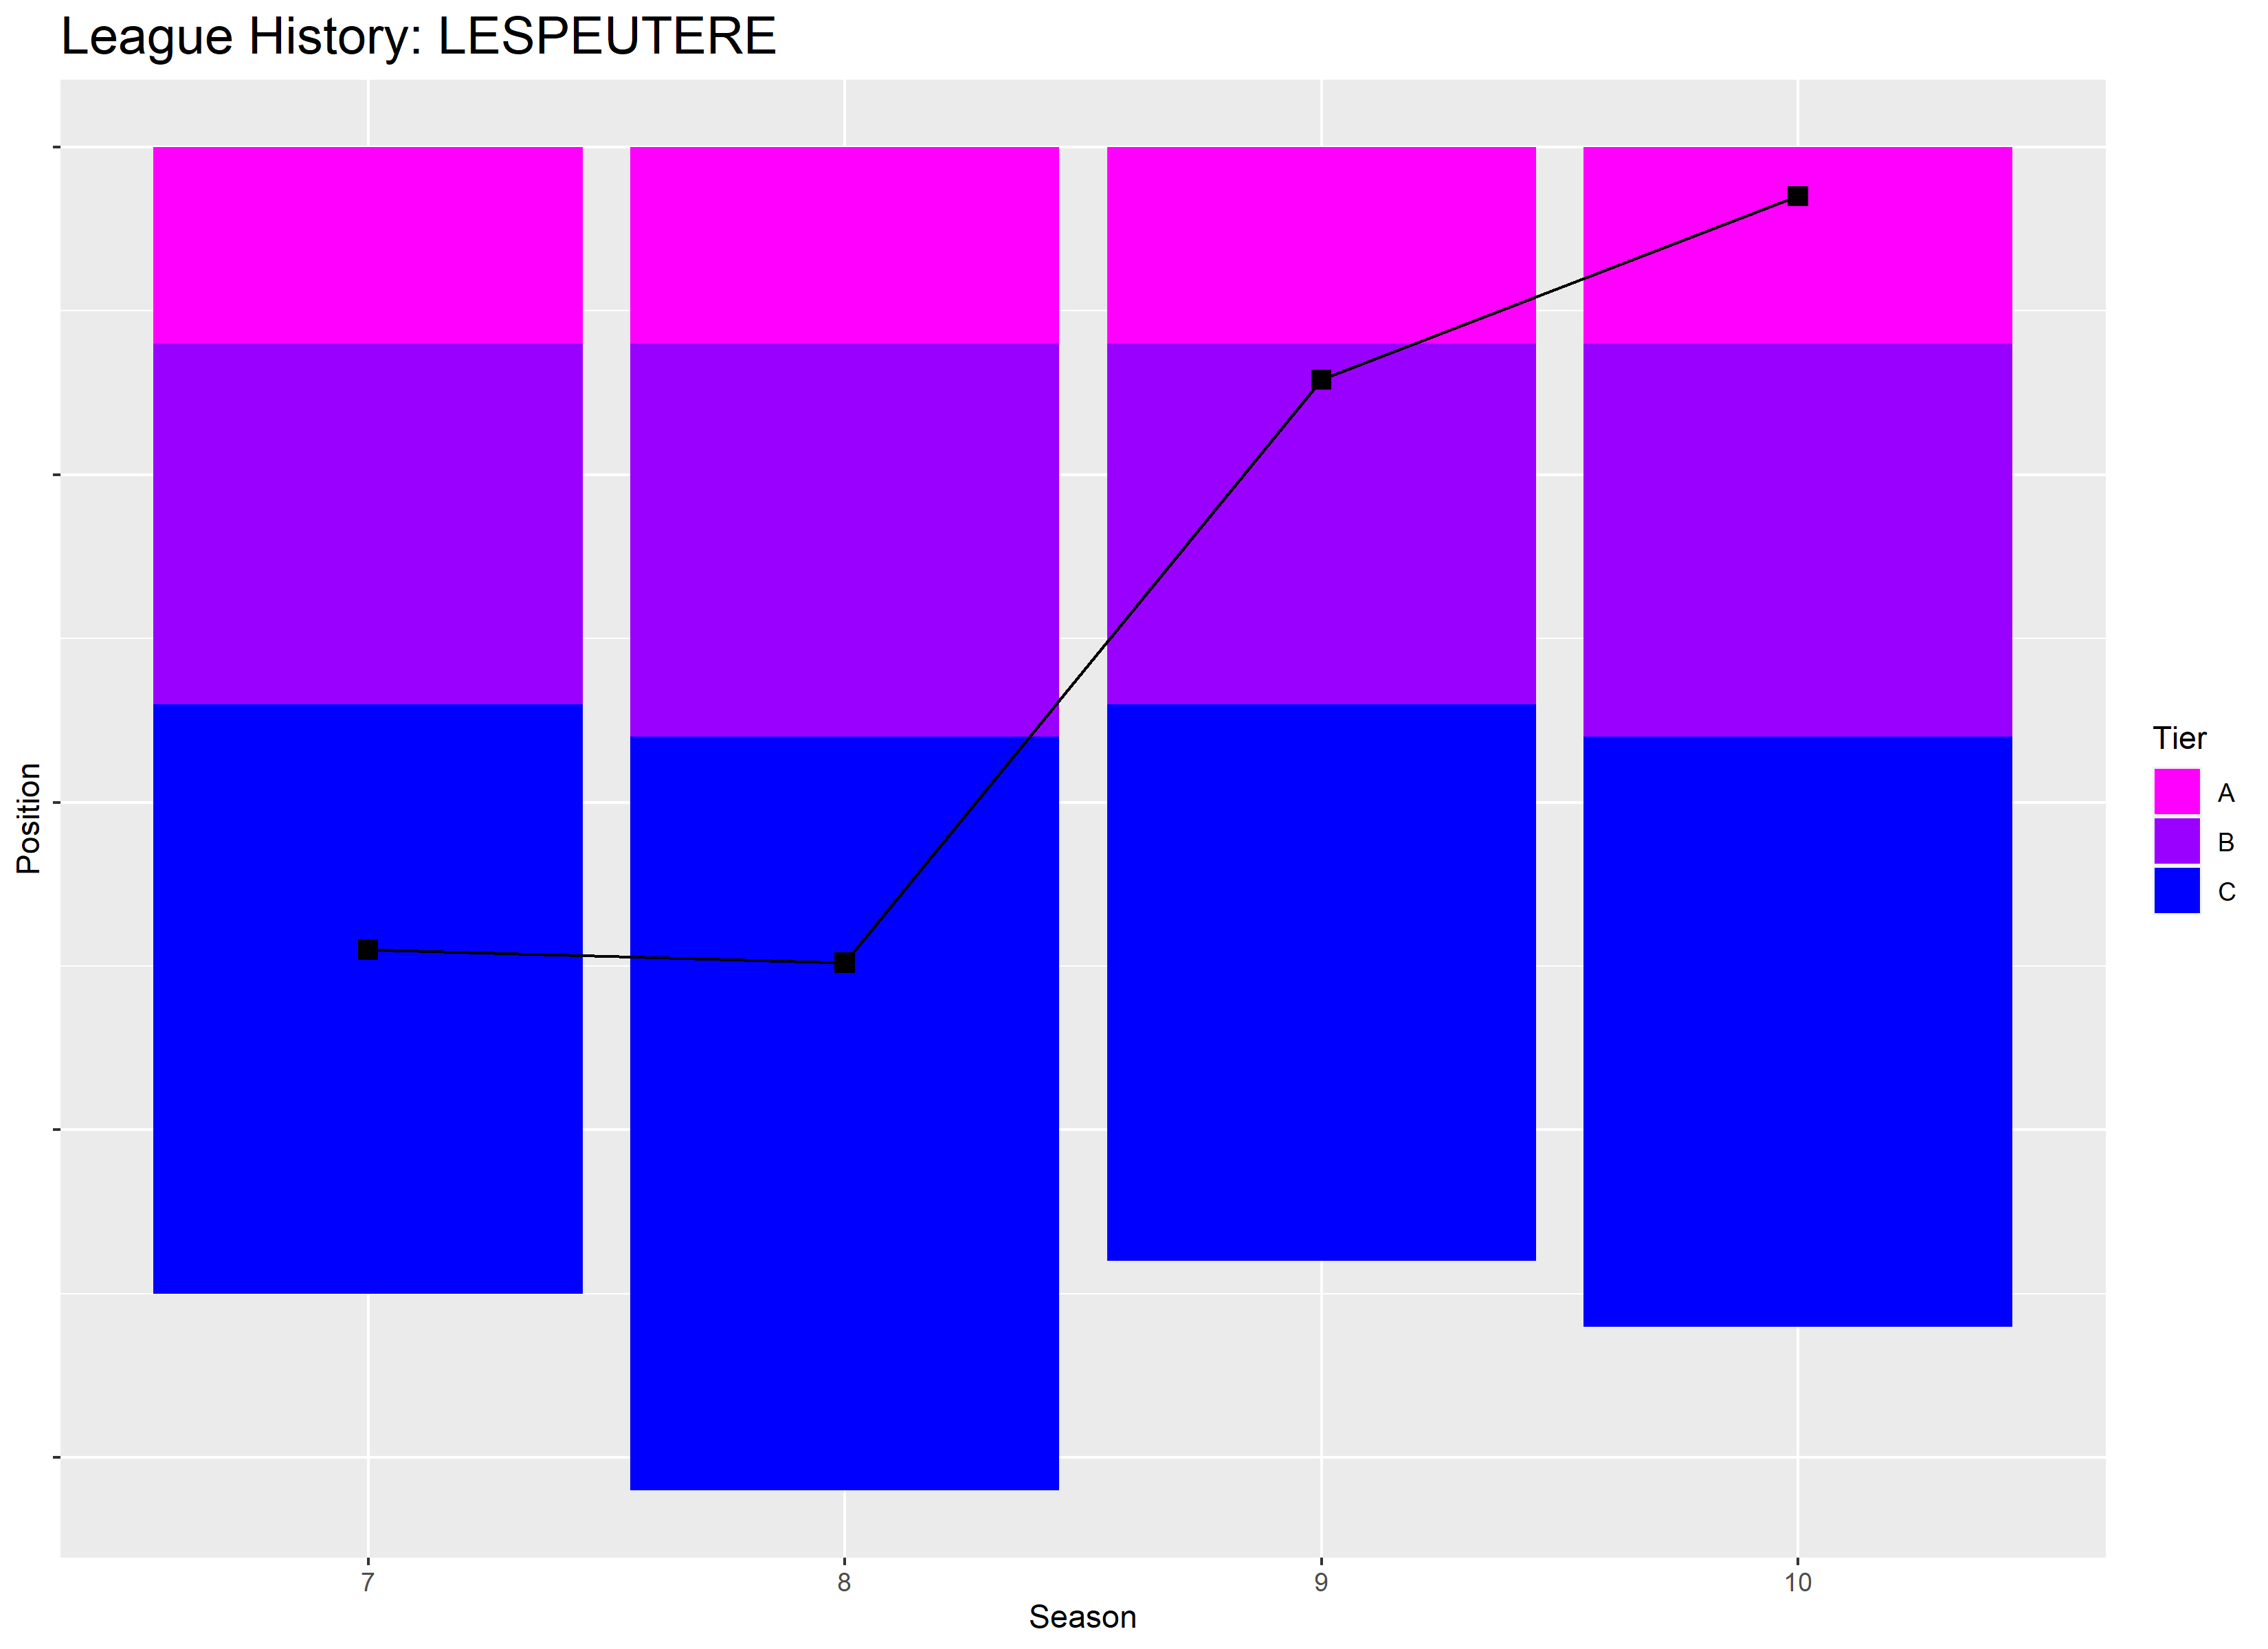 League History: LESPEUTERE
Position
Tier
A
B
C
7 8 9 10
Season